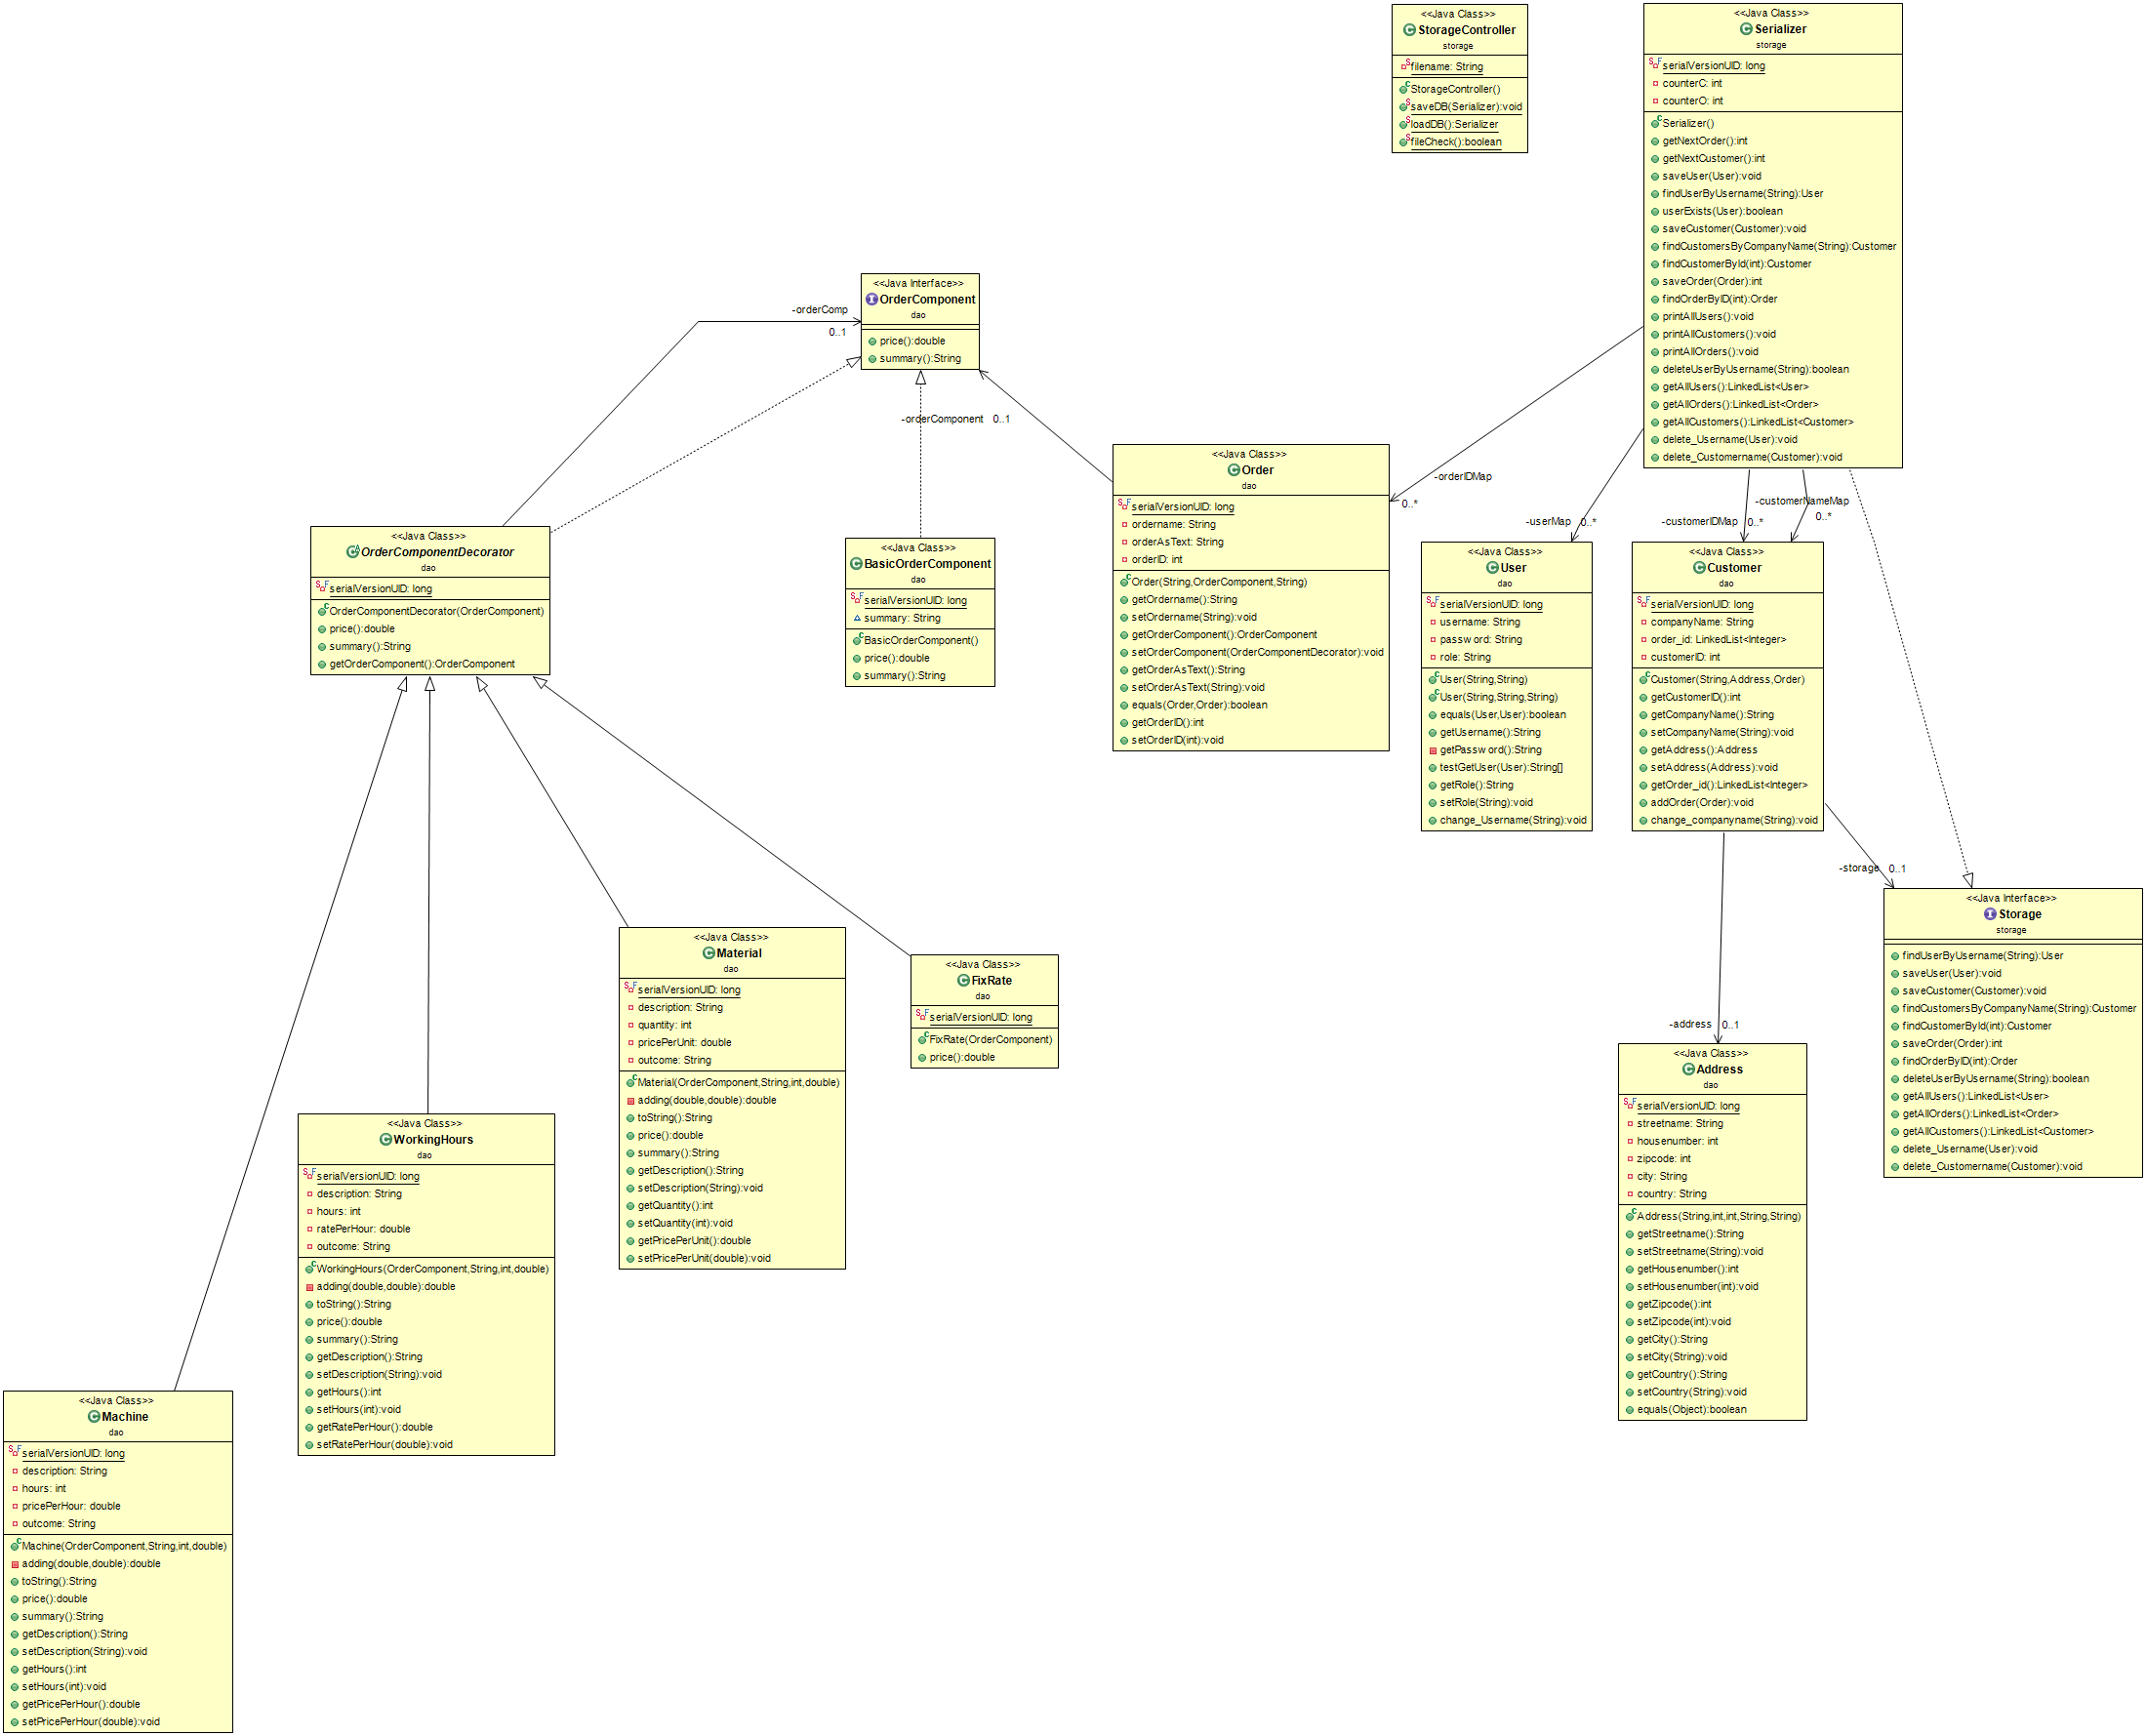 <<Java Class>>
StorageController
storage
filename: String
StorageController()
saveDB(Serializer):void
loadDB():Serializer
fileCheck():boolean
<<Java Class>>
Serializer
storage
serialVersionUID: long
counterC: int
counterO: int
Serializer()
getNextOrder():int
getNextCustomer():int
saveUser(User):void
findUserByUsername(String):User
userExists(User):boolean
saveCustomer(Customer):void
findCustomersByCompanyName(String):Customer
findCustomerById(int):Customer
saveOrder(Order):int
findOrderByID(int):Order
printAllUsers():void
printAllCustomers():void
printAllOrders():void
deleteUserByUsername(String):boolean
getAllUsers():LinkedList<User>
getAllOrders():LinkedList<Order>
getAllCustomers():LinkedList<Customer>
delete_Username(User):void
delete_Customername(Customer):void
<<Java Interface>>
OrderComponent
dao
price():double
summary():String
-orderComp
0..1
-orderComponent 0..1
<<Java Class>>
Order
dao
serialVersionUID: long
ordername: String
orderAsText: String
orderID: int
Order(String,OrderComponent,String)
getOrdername():String
setOrdername(String):void
getOrderComponent():OrderComponent
setOrderComponent(OrderComponentDecorator):void
getOrderAsText():String
setOrderAsText(String):void
equals(Order,Order):boolean
getOrderID():int
setOrderID(int):void
-orderIDMap
0..*
-userMap 0..*
-customerIDMap 0..*
-customerNameMap
0..*
<<Java Class>>
OrderComponentDecorator
dao
serialVersionUID: long
OrderComponentDecorator(OrderComponent)
price():double
summary():String
getOrderComponent():OrderComponent
<<Java Class>>
BasicOrderComponent
dao
serialVersionUID: long
summary: String
BasicOrderComponent()
price():double
summary():String
<<Java Class>>
User
dao
serialVersionUID: long
username: String
password: String
role: String
User(String,String)
User(String,String,String)
equals(User,User):boolean
getUsername():String
getPassword():String
testGetUser(User):String[]
getRole():String
setRole(String):void
change_Username(String):void
<<Java Class>>
Customer
dao
serialVersionUID: long
companyName: String
order_id: LinkedList<Integer>
customerID: int
Customer(String,Address,Order)
getCustomerID():int
getCompanyName():String
setCompanyName(String):void
getAddress():Address
setAddress(Address):void
getOrder_id():LinkedList<Integer>
addOrder(Order):void
change_companyname(String):void
-storage 0..1
-address 0..1
<<Java Interface>>
Storage
storage
findUserByUsername(String):User
saveUser(User):void
saveCustomer(Customer):void
findCustomersByCompanyName(String):Customer
findCustomerById(int):Customer
saveOrder(Order):int
findOrderByID(int):Order
deleteUserByUsername(String):boolean
getAllUsers():LinkedList<User>
getAllOrders():LinkedList<Order>
getAllCustomers():LinkedList<Customer>
delete_Username(User):void
delete_Customername(Customer):void
<<Java Class>>
Material
dao
serialVersionUID: long
description: String
quantity: int
pricePerUnit: double
outcome: String
Material(OrderComponent,String,int,double)
adding(double,double):double
toString():String
price():double
summary():String
getDescription():String
setDescription(String):void
getQuantity():int
setQuantity(int):void
getPricePerUnit():double
setPricePerUnit(double):void
<<Java Class>>
FixRate
dao
serialVersionUID: long
FixRate(OrderComponent)
price():double
<<Java Class>>
Address
dao
serialVersionUID: long
streetname: String
housenumber: int
zipcode: int
city: String
country: String
Address(String,int,int,String,String)
getStreetname():String
setStreetname(String):void
getHousenumber():int
setHousenumber(int):void
getZipcode():int
setZipcode(int):void
getCity():String
setCity(String):void
getCountry():String
setCountry(String):void
equals(Object):boolean
<<Java Class>>
WorkingHours
dao
serialVersionUID: long
description: String
hours: int
ratePerHour: double
outcome: String
WorkingHours(OrderComponent,String,int,double)
adding(double,double):double
toString():String
price():double
summary():String
getDescription():String
setDescription(String):void
getHours():int
setHours(int):void
getRatePerHour():double
setRatePerHour(double):void
<<Java Class>>
Machine
dao
serialVersionUID: long
description: String
hours: int
pricePerHour: double
outcome: String
Machine(OrderComponent,String,int,double)
adding(double,double):double
toString():String
price():double
summary():String
getDescription():String
setDescription(String):void
getHours():int
setHours(int):void
getPricePerHour():double
setPricePerHour(double):void